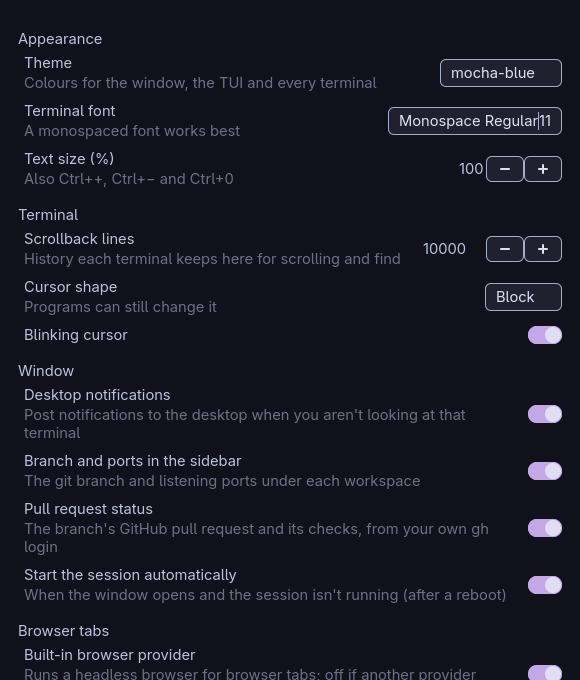 Appearance
Theme
Colours for the window, the TUI and every terminal
mocha-blue
Terminal font
A monospaced font works best
Monospace Regular 11
Text size (%)
Also Ctrl++, Ctrl+− and Ctrl+0
100 − +
Terminal
Scrollback lines
History each terminal keeps here for scrolling and find
10000 − +
Cursor shape
Programs can still change it
Block
Blinking cursor
Window
Desktop notifications
Post notifications to the desktop when you aren't looking at that
terminal
Branch and ports in the sidebar
The git branch and listening ports under each workspace
Pull request status
The branch's GitHub pull request and its checks, from your own gh
login
Start the session automatically
When the window opens and the session isn't running (after a reboot)
Browser tabs
Built-in browser provider
Runs a headless browser for browser tabs; off if another provider